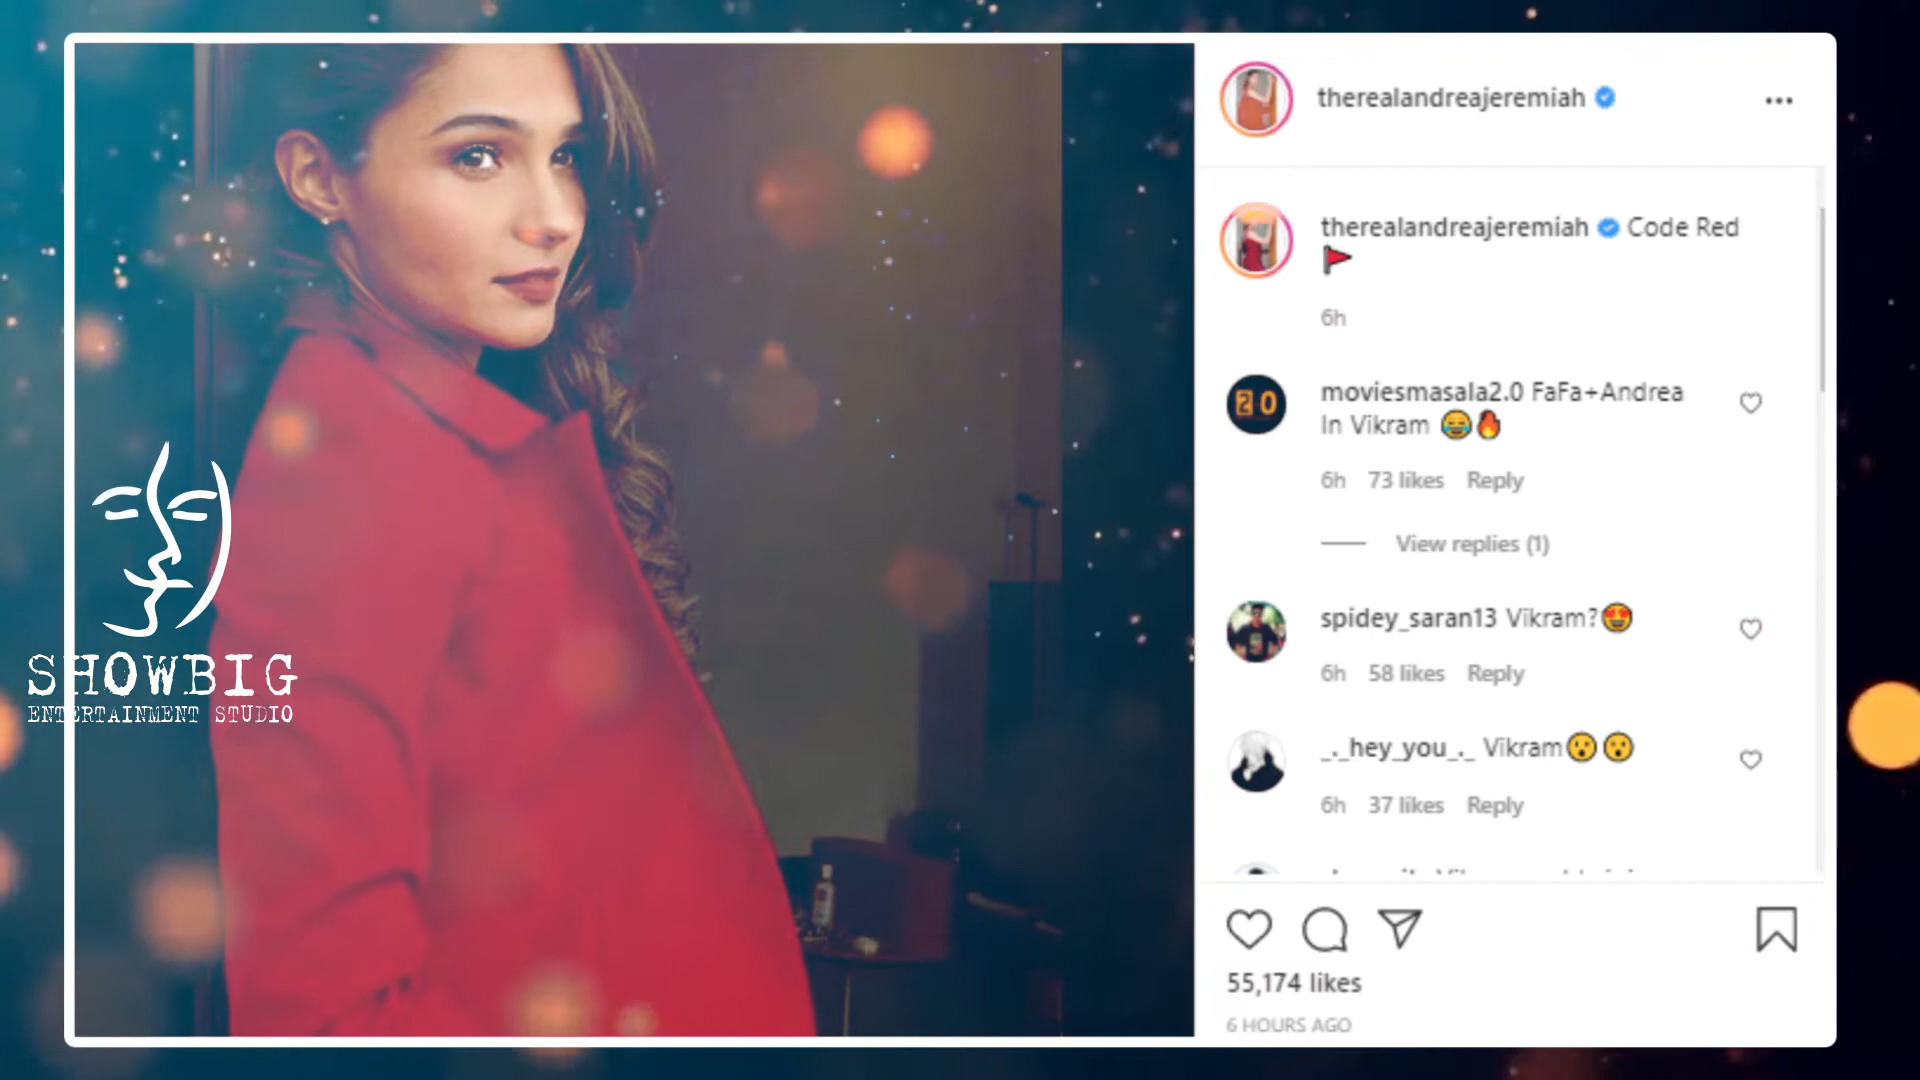 SHOWBIG
ENTERTAINMENT STUDIO
therealandreajeremiah
therealandreajeremiah Code Red
🚩
6h
20
moviesmasala2.0 FaFa+Andrea
In Vikram 😂🔥
6h 73 likes Reply
View replies (1)
spidey_saran13 Vikram?😍
6h 58 likes Reply
_._hey_you_._ Vikram😮😮
6h 37 likes Reply
55,174 likes
6 HOURS AGO